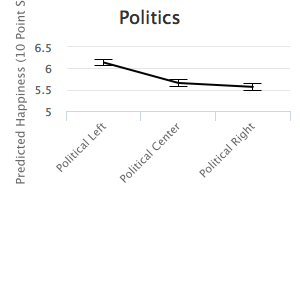 Politics
Predicted Happiness (10 Point S
6.5
6
5.5
5
Political Left
Political Center
Political Right